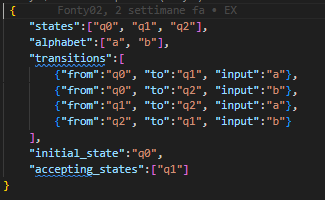 { Fonty02, 2 settimane fa • EX
"states":["q0", "q1", "q2"],
"alphabet":["a", "b"],
"transitions":[
{"from":"q0", "to":"q1", "input":"a"},
{"from":"q0", "to":"q2", "input":"b"},
{"from":"q1", "to":"q2", "input":"a"},
{"from":"q2", "to":"q1", "input":"b"}
],
"initial_state":"q0",
"accepting_states":["q1"]
}